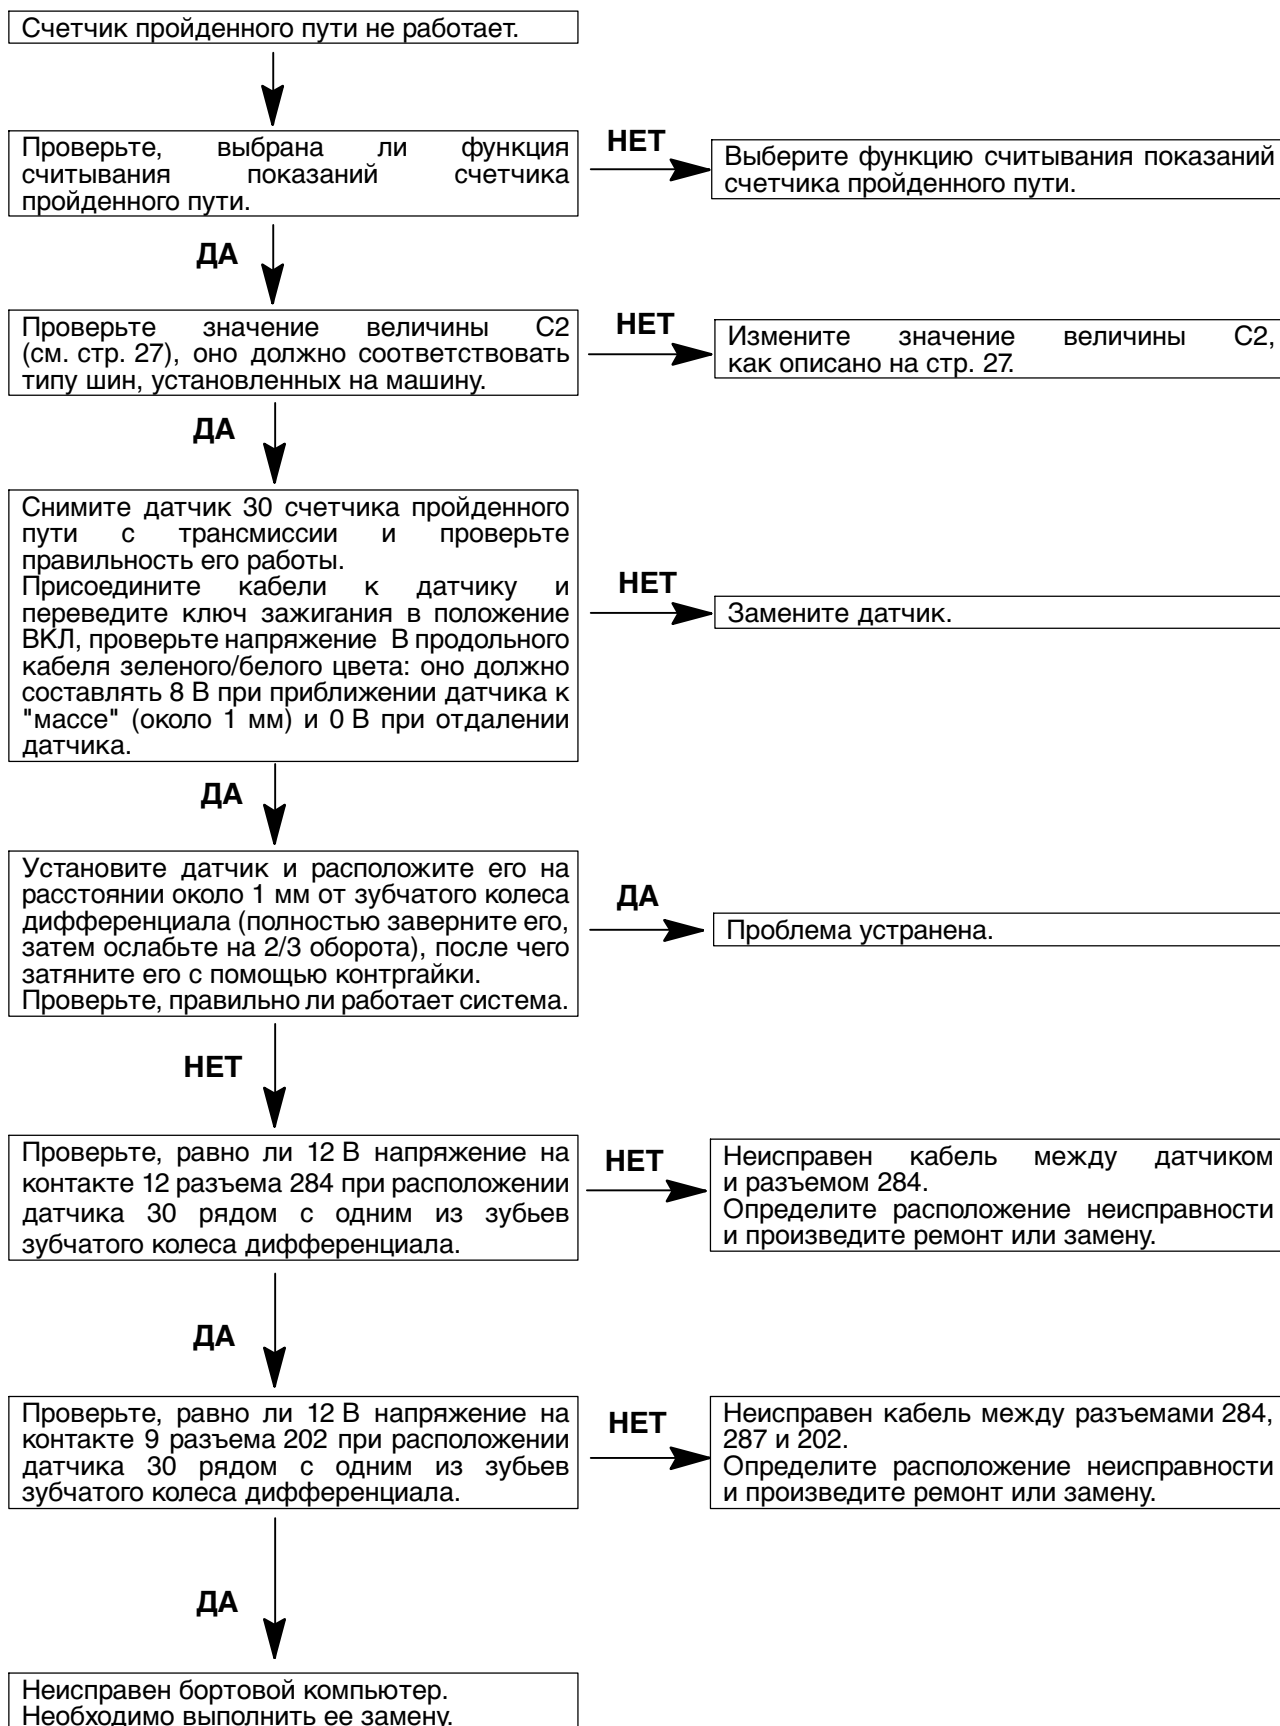 Счетчик пройденного пути не работает.
Проверьте, выбрана ли функция
считывания показаний счетчика
пройденного пути.
НЕТ
Выберите функцию считывания показаний
счетчика пройденного пути.
ДА
Проверьте значение величины С2
(см. стр. 27), оно должно соответствовать
типу шин, установленных на машину.
НЕТ
Измените значение величины С2,
как описано на стр. 27.
ДА
Снимите датчик 30 счетчика пройденного
пути с трансмиссии и проверьте
правильность его работы.
Присоедините кабели к датчику и
переведите ключ зажигания в положение
ВКЛ, проверьте напряжение В продольного
кабеля зеленого/белого цвета: оно должно
составлять 8 В при приближении датчика к
"массе" (около 1 мм) и 0 В при отдалении
датчика.
НЕТ
Замените датчик.
ДА
Установите датчик и расположите его на
расстоянии около 1 мм от зубчатого колеса
дифференциала (полностью заверните его,
затем ослабьте на 2/3 оборота), после чего
затяните его с помощью контргайки.
Проверьте, правильно ли работает система.
ДА
Проблема устранена.
НЕТ
Проверьте, равно ли 12 В напряжение на
контакте 12 разъема 284 при расположении
датчика 30 рядом с одним из зубьев
зубчатого колеса дифференциала.
НЕТ
Неисправен кабель между датчиком
и разъемом 284.
Определите расположение неисправности
и произведите ремонт или замену.
ДА
Проверьте, равно ли 12 В напряжение на
контакте 9 разъема 202 при расположении
датчика 30 рядом с одним из зубьев
зубчатого колеса дифференциала.
НЕТ
Неисправен кабель между разъемами 284,
287 и 202.
Определите расположение неисправности
и произведите ремонт или замену.
ДА
Неисправен бортовой компьютер.
Необходимо выполнить ее замену.